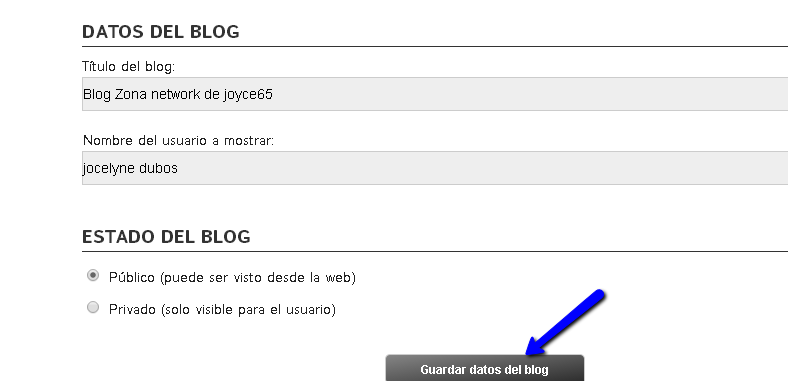 DATOS DEL BLOG
Título del blog:
Blog Zona network de joyce65
Nombre del usuario a mostrar:
jocelyne dubos
ESTADO DEL BLOG
Público (puede ser visto desde la web)
Privado (solo visible para el usuario)
Guardar datos del blog